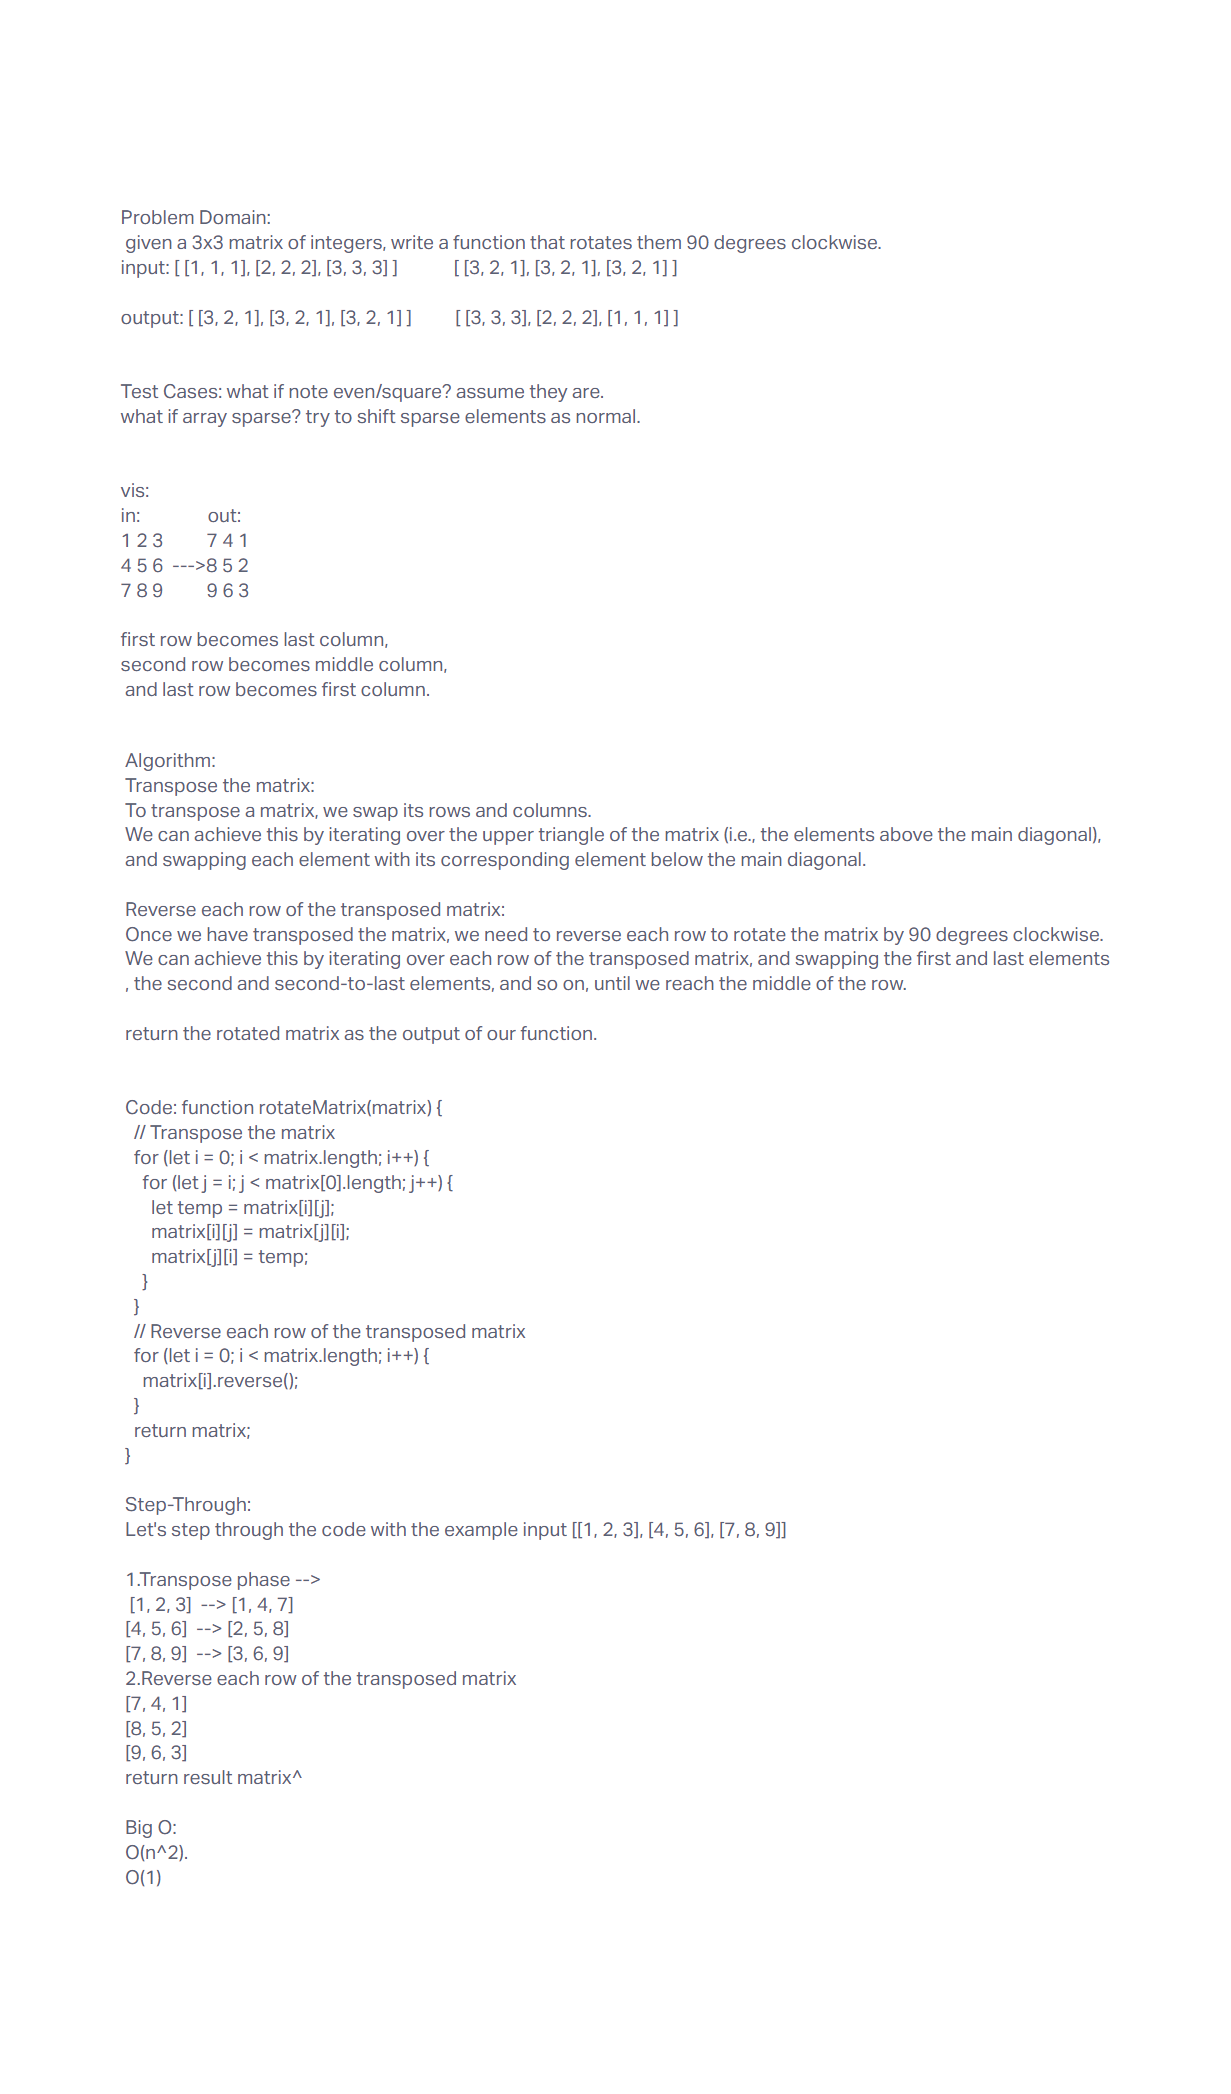 Problem Domain:
given a 3x3 matrix of integers, write a function that rotates them 90 degrees clockwise.
input: [ [1, 1, 1], [2, 2, 2], [3, 3, 3] ]          [ [3, 2, 1], [3, 2, 1], [3, 2, 1] ]
output: [ [3, 2, 1], [3, 2, 1], [3, 2, 1] ]          [ [3, 3, 3], [2, 2, 2], [1, 1, 1] ]
Test Cases: what if note even/square? assume they are.
what if array sparse? try to shift sparse elements as normal.
vis:
in:               out:
1 2 3          7 4 1
4 5 6  --->8 5 2
7 8 9          9 6 3
first row becomes last column,
second row becomes middle column,
and last row becomes first column.
Algorithm:
Transpose the matrix:
To transpose a matrix, we swap its rows and columns.
We can achieve this by iterating over the upper triangle of the matrix (i.e., the elements above the main diagonal),
and swapping each element with its corresponding element below the main diagonal.
Reverse each row of the transposed matrix:
Once we have transposed the matrix, we need to reverse each row to rotate the matrix by 90 degrees clockwise.
We can achieve this by iterating over each row of the transposed matrix, and swapping the first and last elements
, the second and second-to-last elements, and so on, until we reach the middle of the row.
return the rotated matrix as the output of our function.
Code: function rotateMatrix(matrix) {
  // Transpose the matrix
  for (let i = 0; i < matrix.length; i++) {
    for (let j = i; j < matrix[0].length; j++) {
      let temp = matrix[i][j];
      matrix[i][j] = matrix[j][i];
      matrix[j][i] = temp;
    }
  }
  // Reverse each row of the transposed matrix
  for (let i = 0; i < matrix.length; i++) {
    matrix[i].reverse();
  }
  return matrix;
}
Step-Through:
Let's step through the code with the example input [[1, 2, 3], [4, 5, 6], [7, 8, 9]]
1.Transpose phase -->
[1, 2, 3]  --> [1, 4, 7]
[4, 5, 6]  --> [2, 5, 8]
[7, 8, 9]  --> [3, 6, 9]
2.Reverse each row of the transposed matrix
[7, 4, 1]
[8, 5, 2]
[9, 6, 3]
return result matrix^
Big O:
O(n^2).
O(1)